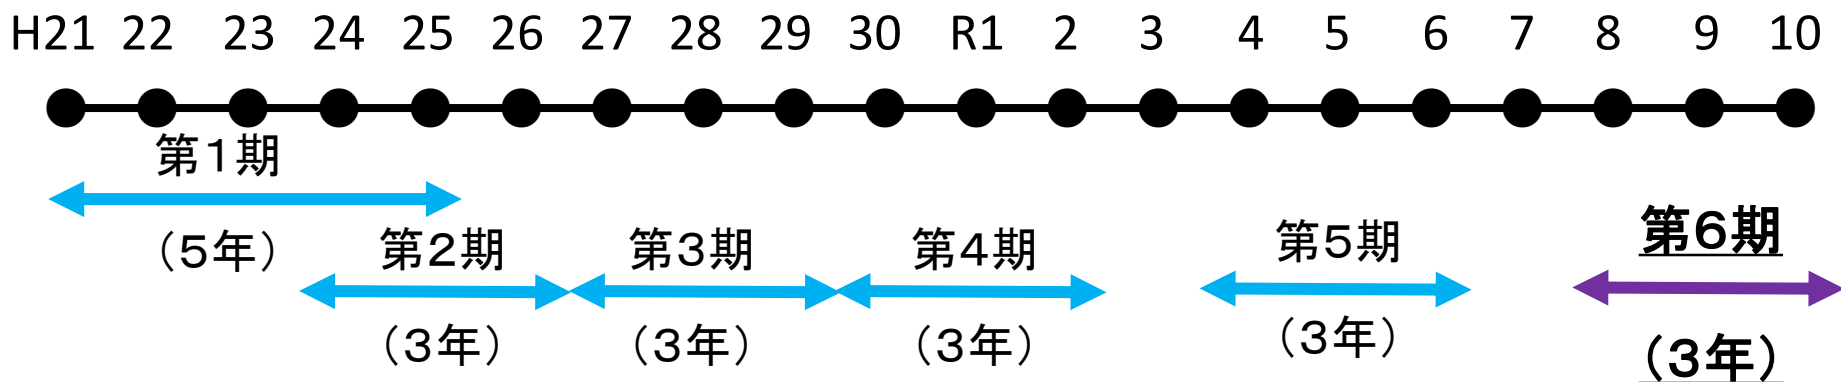 H21 22 23 24 25 26 27 28 29 30 R1 2 3 4 5 6 7 8 9 10
第1期
(5年)
第2期
(3年)
第3期
(3年)
第4期
(3年)
第5期
(3年)
第6期
(3年)